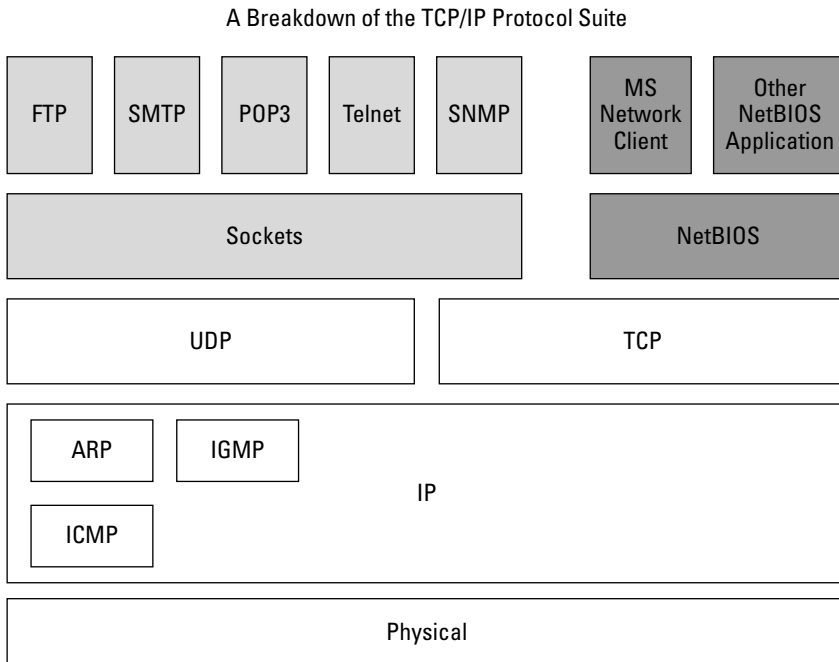 A Breakdown of the TCP/IP Protocol Suite
FTP
SMTP
POP3
Telnet
SNMP
MS
Network
Client
Other
NetBIOS
Application
Sockets
NetBIOS
UDP
TCP
ARP
IGMP
IP
ICMP
Physical